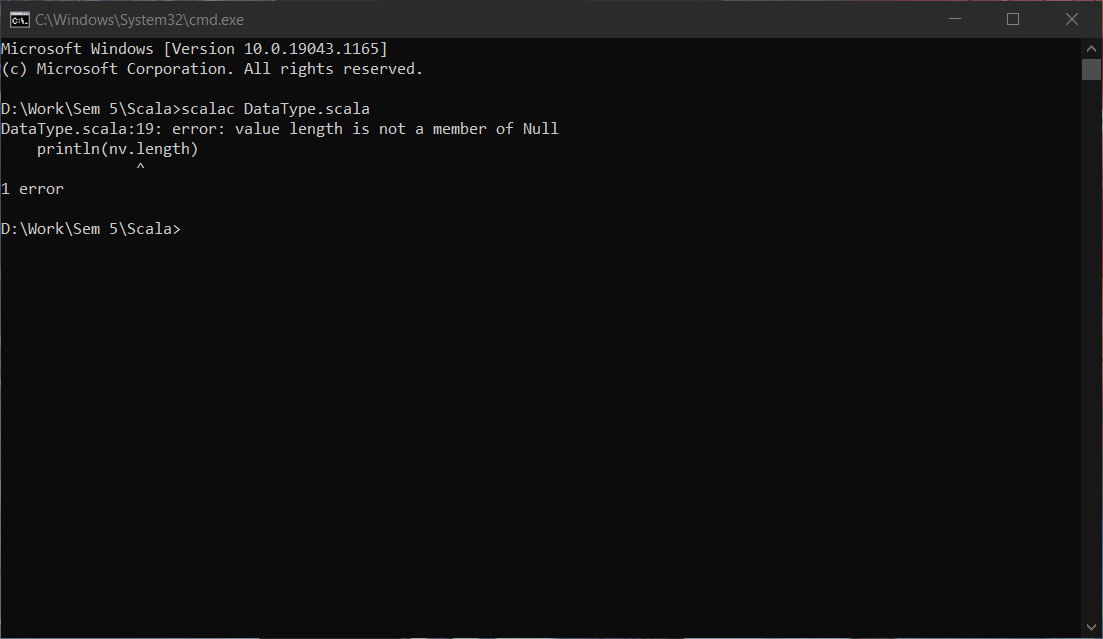 C:\Windows\System32\cmd.exe
Microsoft Windows [Version 10.0.19043.1165]
(c) Microsoft Corporation. All rights reserved.
D:\Work\Sem 5\Scala>scalac DataType.scala
DataType.scala:19: error: value length is not a member of Null
    println(nv.length)
               ^
1 error
D:\Work\Sem 5\Scala>